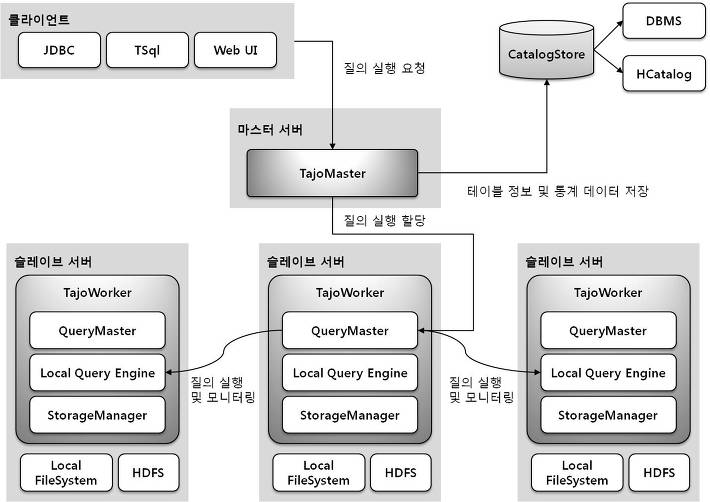 클라이언트
JDBC
TSql
Web UI
질의 실행 요청
CatalogStore
DBMS
HCatalog
마스터 서버
TajoMaster
테이블 정보 및 통계 데이터 저장
질의 실행 할당
슬레이브 서버
TajoWorker
QueryMaster
Local Query Engine
StorageManager
Local
FileSystem
HDFS
질의 실행
및 모니터링
슬레이브 서버
TajoWorker
QueryMaster
Local Query Engine
StorageManager
Local
FileSystem
HDFS
질의 실행
및 모니터링
슬레이브 서버
TajoWorker
QueryMaster
Local Query Engine
StorageManager
Local
FileSystem
HDFS